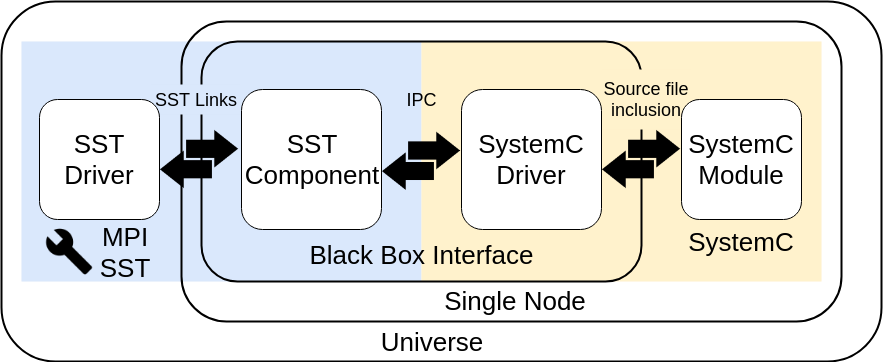 SST Links
IPC
Source file
inclusion
SST
Driver
SST
Component
SystemC
Driver
SystemC
Module
MPI
SST
Black Box Interface
SystemC
Single Node
Universe